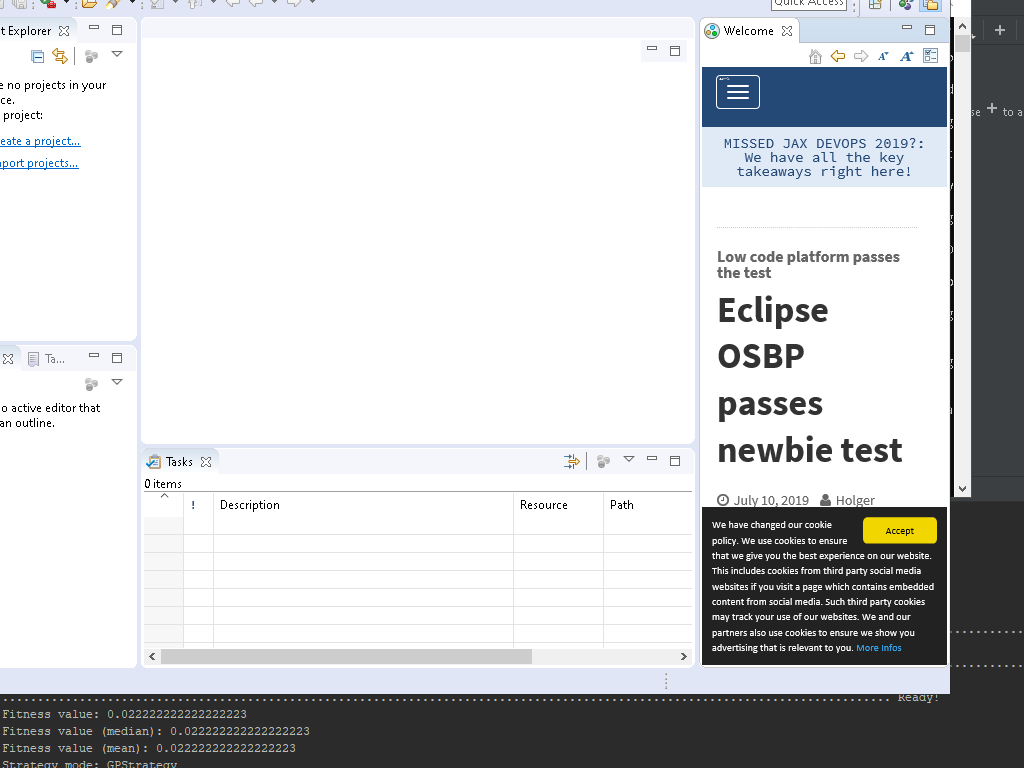 Quick Access
t Explorer
e no projects in your
ce.
project:
eate a project...
port projects...
Ta...
o active editor that
an outline.
Tasks
0 items
! Description Resource Path
Welcome
MISSED JAX DEVOPS 2019?:
We have all the key
takeaways right here!
Low code platform passes
the test
Eclipse
OSBP
passes
newbie test
July 10, 2019 Holger
We have changed our cookie
policy. We use cookies to ensure
that we give you the best experience on our website.
This includes cookies from third party social media
websites if you visit a page which contains embedded
content from social media. Such third party cookies
may track your use of our websites. We and our
partners also use cookies to ensure we show you
advertising that is relevant to you. More Infos
Accept
se + to a
Ready!
Fitness value: 0.022222222222222223
Fitness value (median): 0.022222222222222223
Fitness value (mean): 0.022222222222222223
Strategy mode: GPStrategy